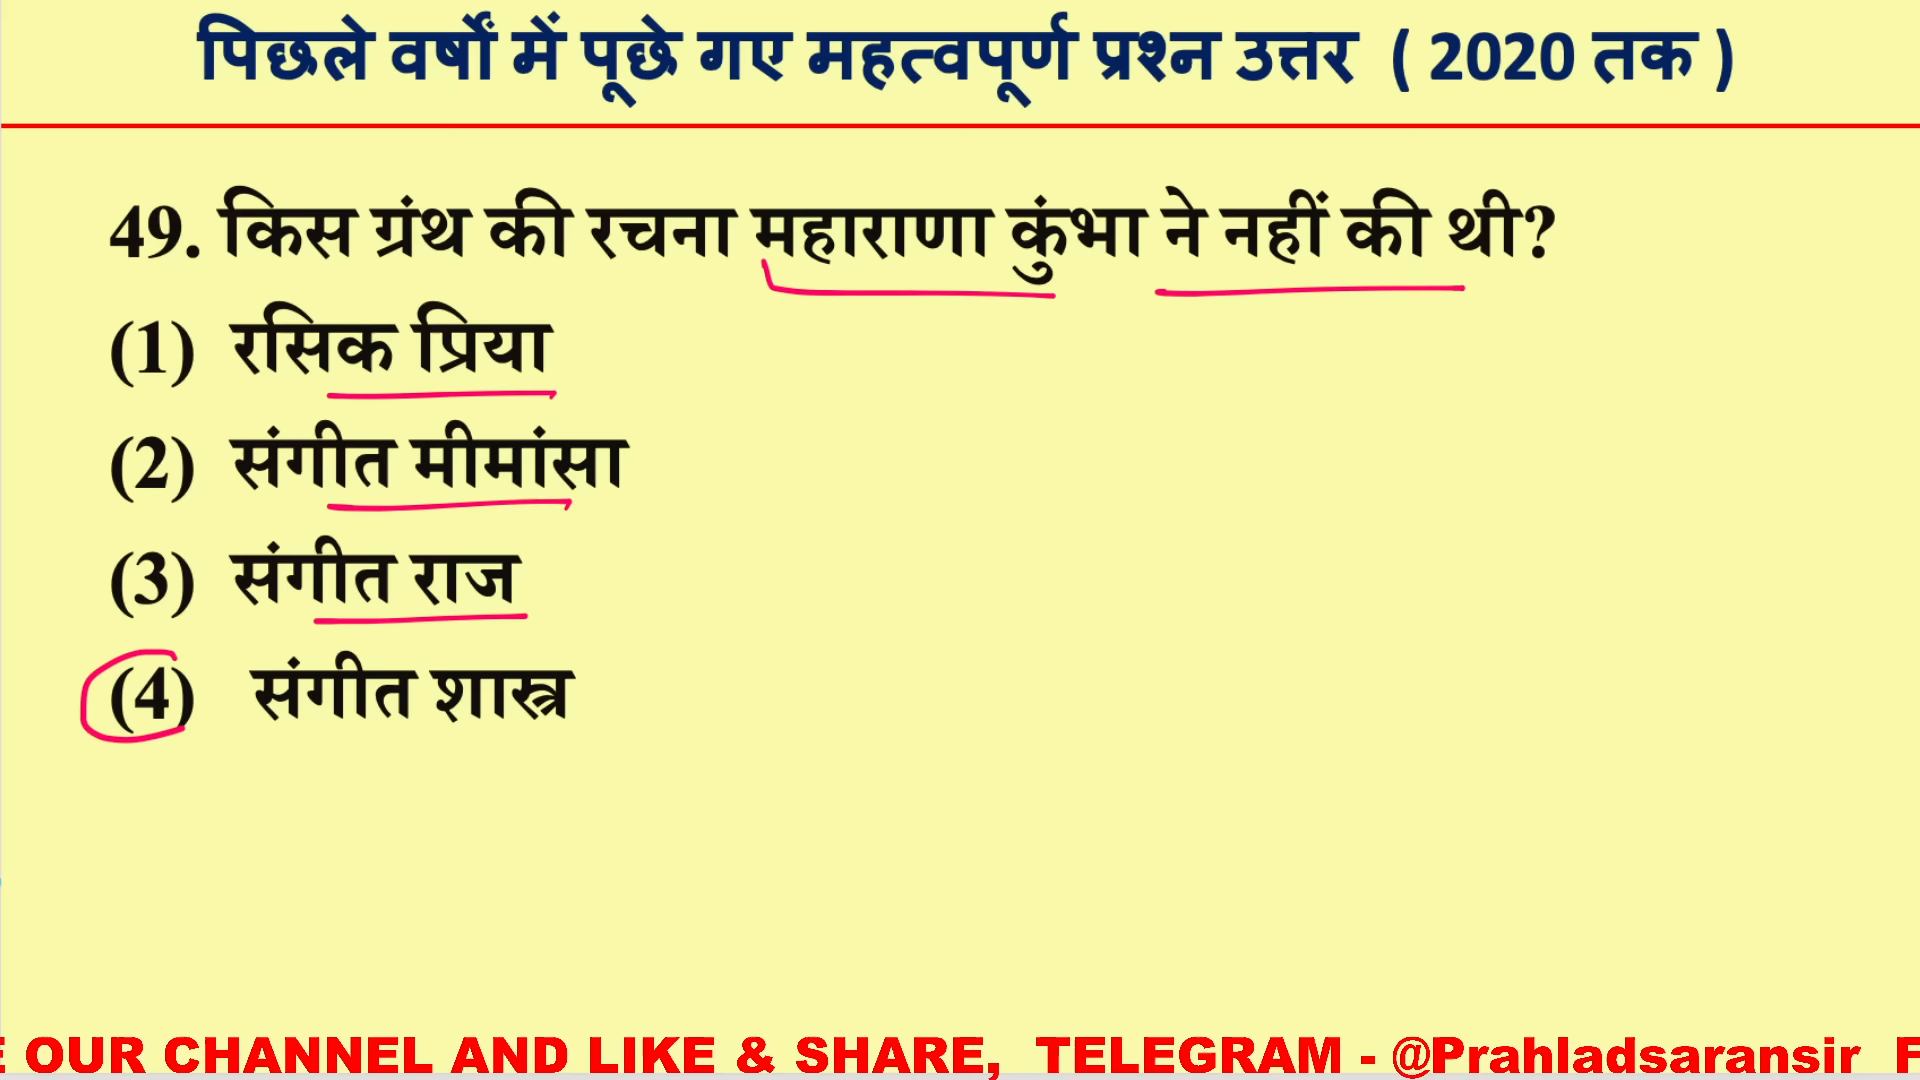 पिछले वर्षों में पूछे गए महत्वपूर्ण प्रश्न उत्तर ( 2020 तक )
49. किस ग्रंथ की रचना महाराणा कुंभा ने नहीं की थी?
(1) रसिक प्रिया
(2) संगीत मीमांसा
(3) संगीत राज
(4) संगीत शास्त्र
OUR CHANNEL AND LIKE & SHARE, TELEGRAM - @Prahladsaransir